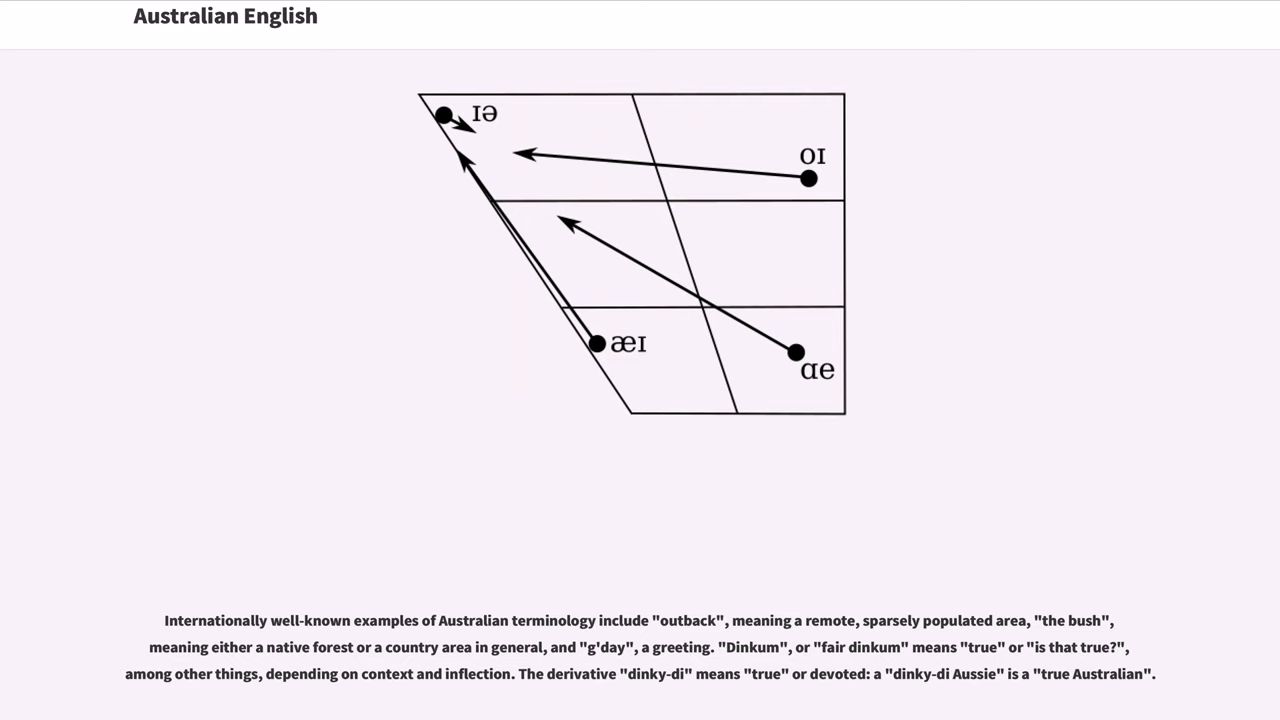 Australian English
ɪə
oɪ
æɪ
ɑe
Internationally well-known examples of Australian terminology include "outback", meaning a remote, sparsely populated area, "the bush",
meaning either a native forest or a country area in general, and "g'day", a greeting. "Dinkum", or "fair dinkum" means "true" or "is that true?",
among other things, depending on context and inflection. The derivative "dinky-di" means "true" or devoted: a "dinky-di Aussie" is a "true Australian".